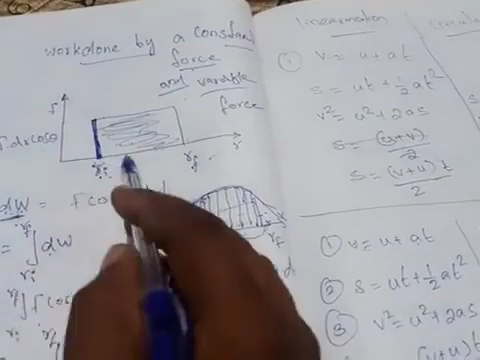 workdone by a constant
force
and variable
force
F
F.drcosθ
ri
rf
r
dW = F co
= ∫ dW
rf
ri
rf
∫ F cos
ri
rf
linearmotion
① v = u + at
s = ut + 1/2 at²
v² = u² + 2as
s = (u+v)/2
s = (v+u)t/2
① v = u + at
② s = ut + 1/2 at²
③ v² = u² + 2as